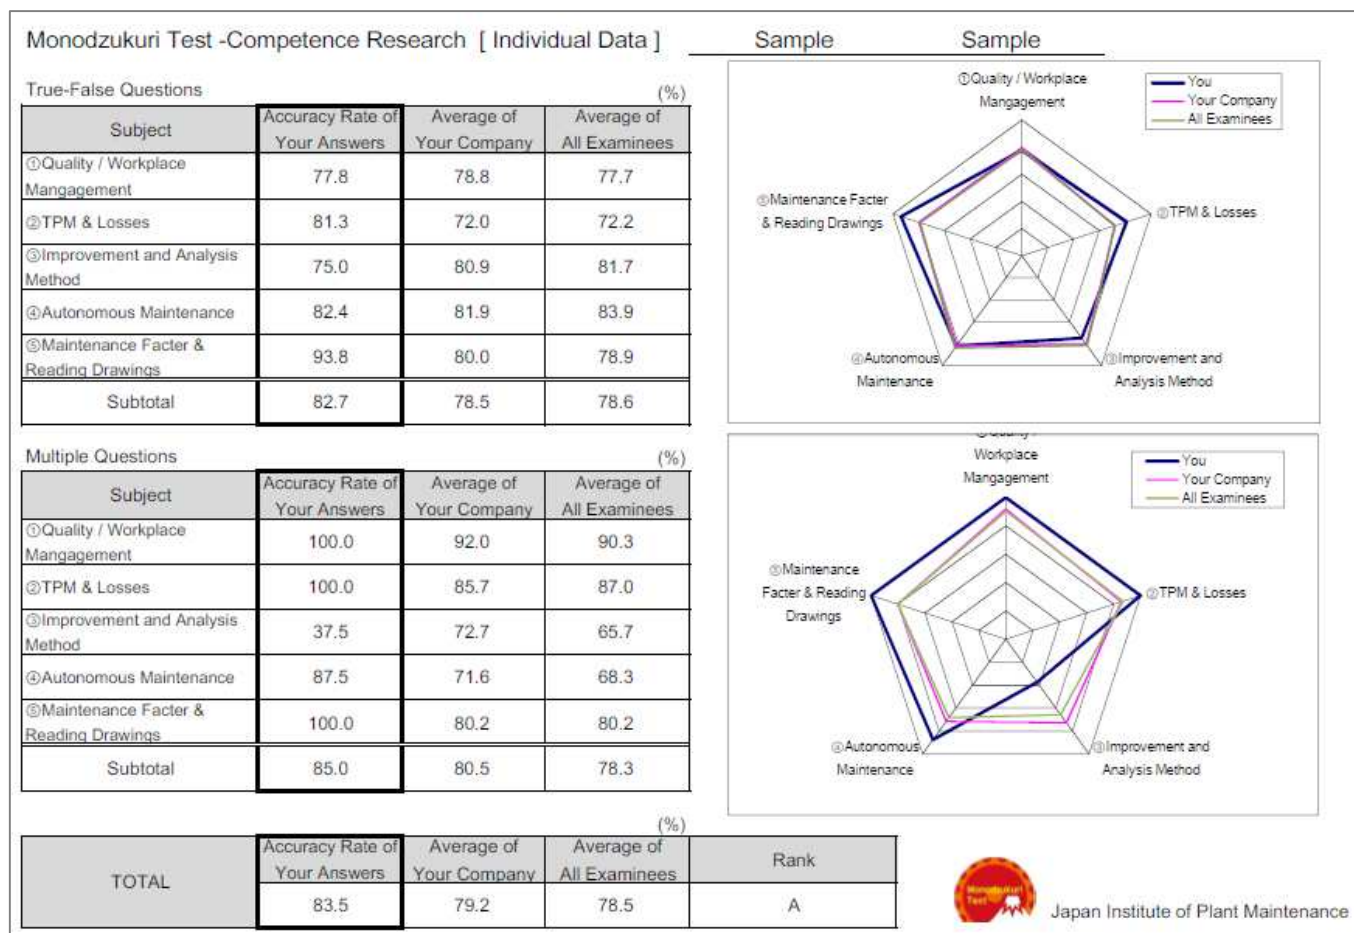 Monodzukuri Test -Competence Research [ Individual Data ] Sample Sample
True-False Questions (%)
Subject Accuracy Rate of Your Answers Average of Your Company Average of All Examinees
①Quality / Workplace Mangagement 77.8 78.8 77.7
②TPM & Losses 81.3 72.0 72.2
③Improvement and Analysis Method 75.0 80.9 81.7
④Autonomous Maintenance 82.4 81.9 83.9
⑤Maintenance Facter & Reading Drawings 93.8 80.0 78.9
Subtotal 82.7 78.5 78.6
①Quality / Workplace
Mangagement
You
Your Company
All Examinees
⑤Maintenance Facter
& Reading Drawings
②TPM & Losses
④Autonomous
Maintenance
③Improvement and
Analysis Method
Multiple Questions (%)
Subject Accuracy Rate of Your Answers Average of Your Company Average of All Examinees
①Quality / Workplace Mangagement 100.0 92.0 90.3
②TPM & Losses 100.0 85.7 87.0
③Improvement and Analysis Method 37.5 72.7 65.7
④Autonomous Maintenance 87.5 71.6 68.3
⑤Maintenance Facter & Reading Drawings 100.0 80.2 80.2
Subtotal 85.0 80.5 78.3
①Quality /
Workplace
Mangagement
You
Your Company
All Examinees
⑤Maintenance
Facter & Reading
Drawings
②TPM & Losses
④Autonomous
Maintenance
③Improvement and
Analysis Method
(%)
TOTAL Accuracy Rate of Your Answers Average of Your Company Average of All Examinees Rank
83.5 79.2 78.5 A
Monodzukuri
Test
Japan Institute of Plant Maintenance